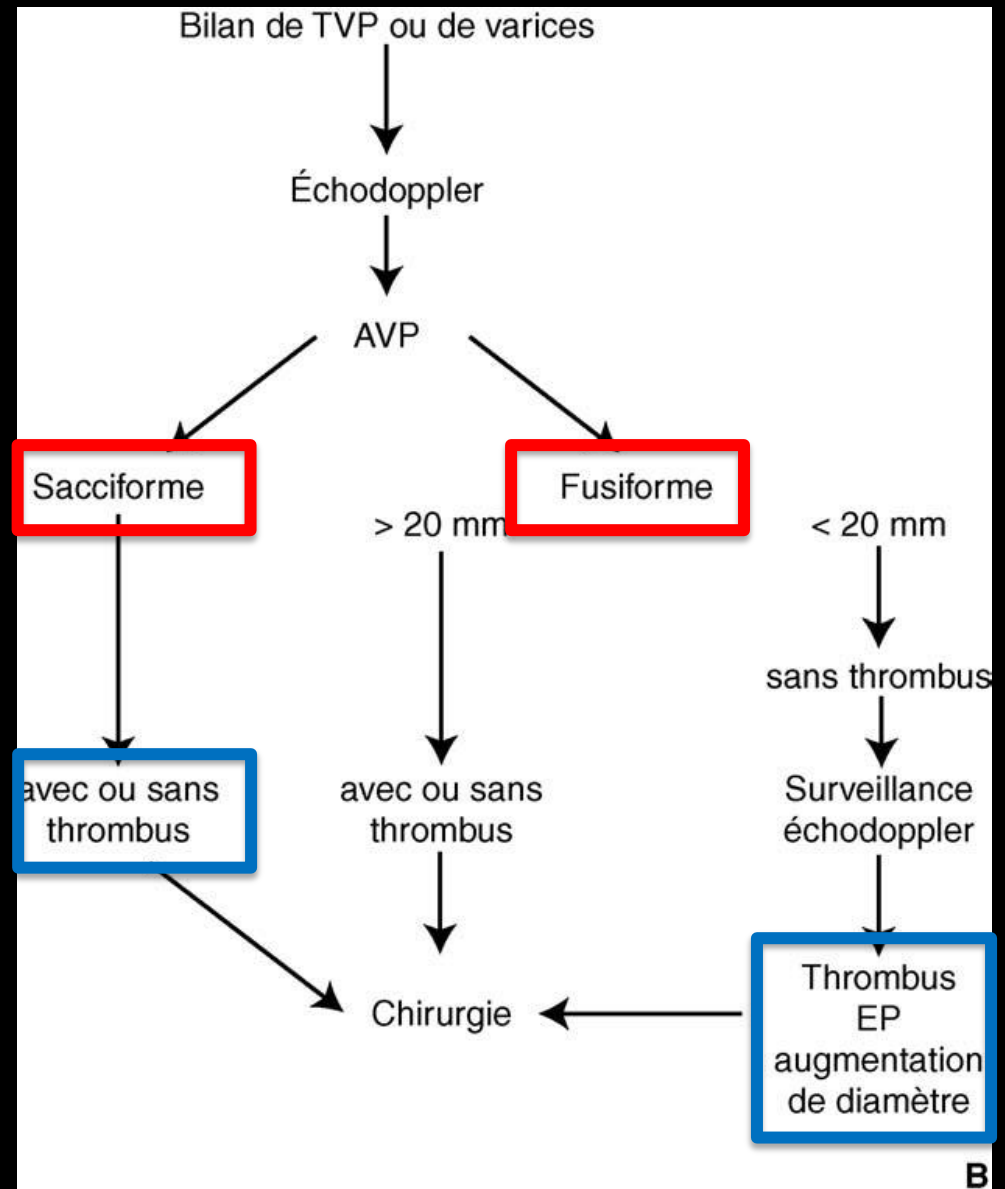 Bilan de TVP ou de varices
Échodoppler
AVP
Sacciforme
Fusiforme
> 20 mm
< 20 mm
sans thrombus
avec ou sans
thrombus
avec ou sans
thrombus
Surveillance
échodoppler
Chirurgie
Thrombus
EP
augmentation
de diamètre
B